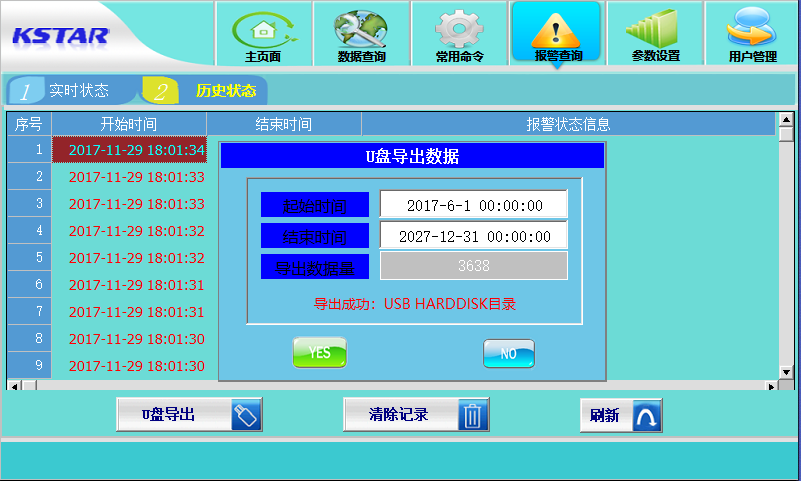 KSTAR
主页面 数据查询 常用命令 报警查询 参数设置 用户管理
1 实时状态 2 历史状态
序号 开始时间 结束时间 报警状态信息
1 2017-11-29 18:01:34
2 2017-11-29 18:01:33
3 2017-11-29 18:01:33
4 2017-11-29 18:01:32
5 2017-11-29 18:01:32
6 2017-11-29 18:01:31
7 2017-11-29 18:01:31
8 2017-11-29 18:01:30
9 2017-11-29 18:01:30
U盘导出数据
起始时间 2017-6-1 00:00:00
结束时间 2027-12-31 00:00:00
导出数据量 3638
导出成功：USB HARDDISK目录
YES NO
U盘导出 清除记录 刷新